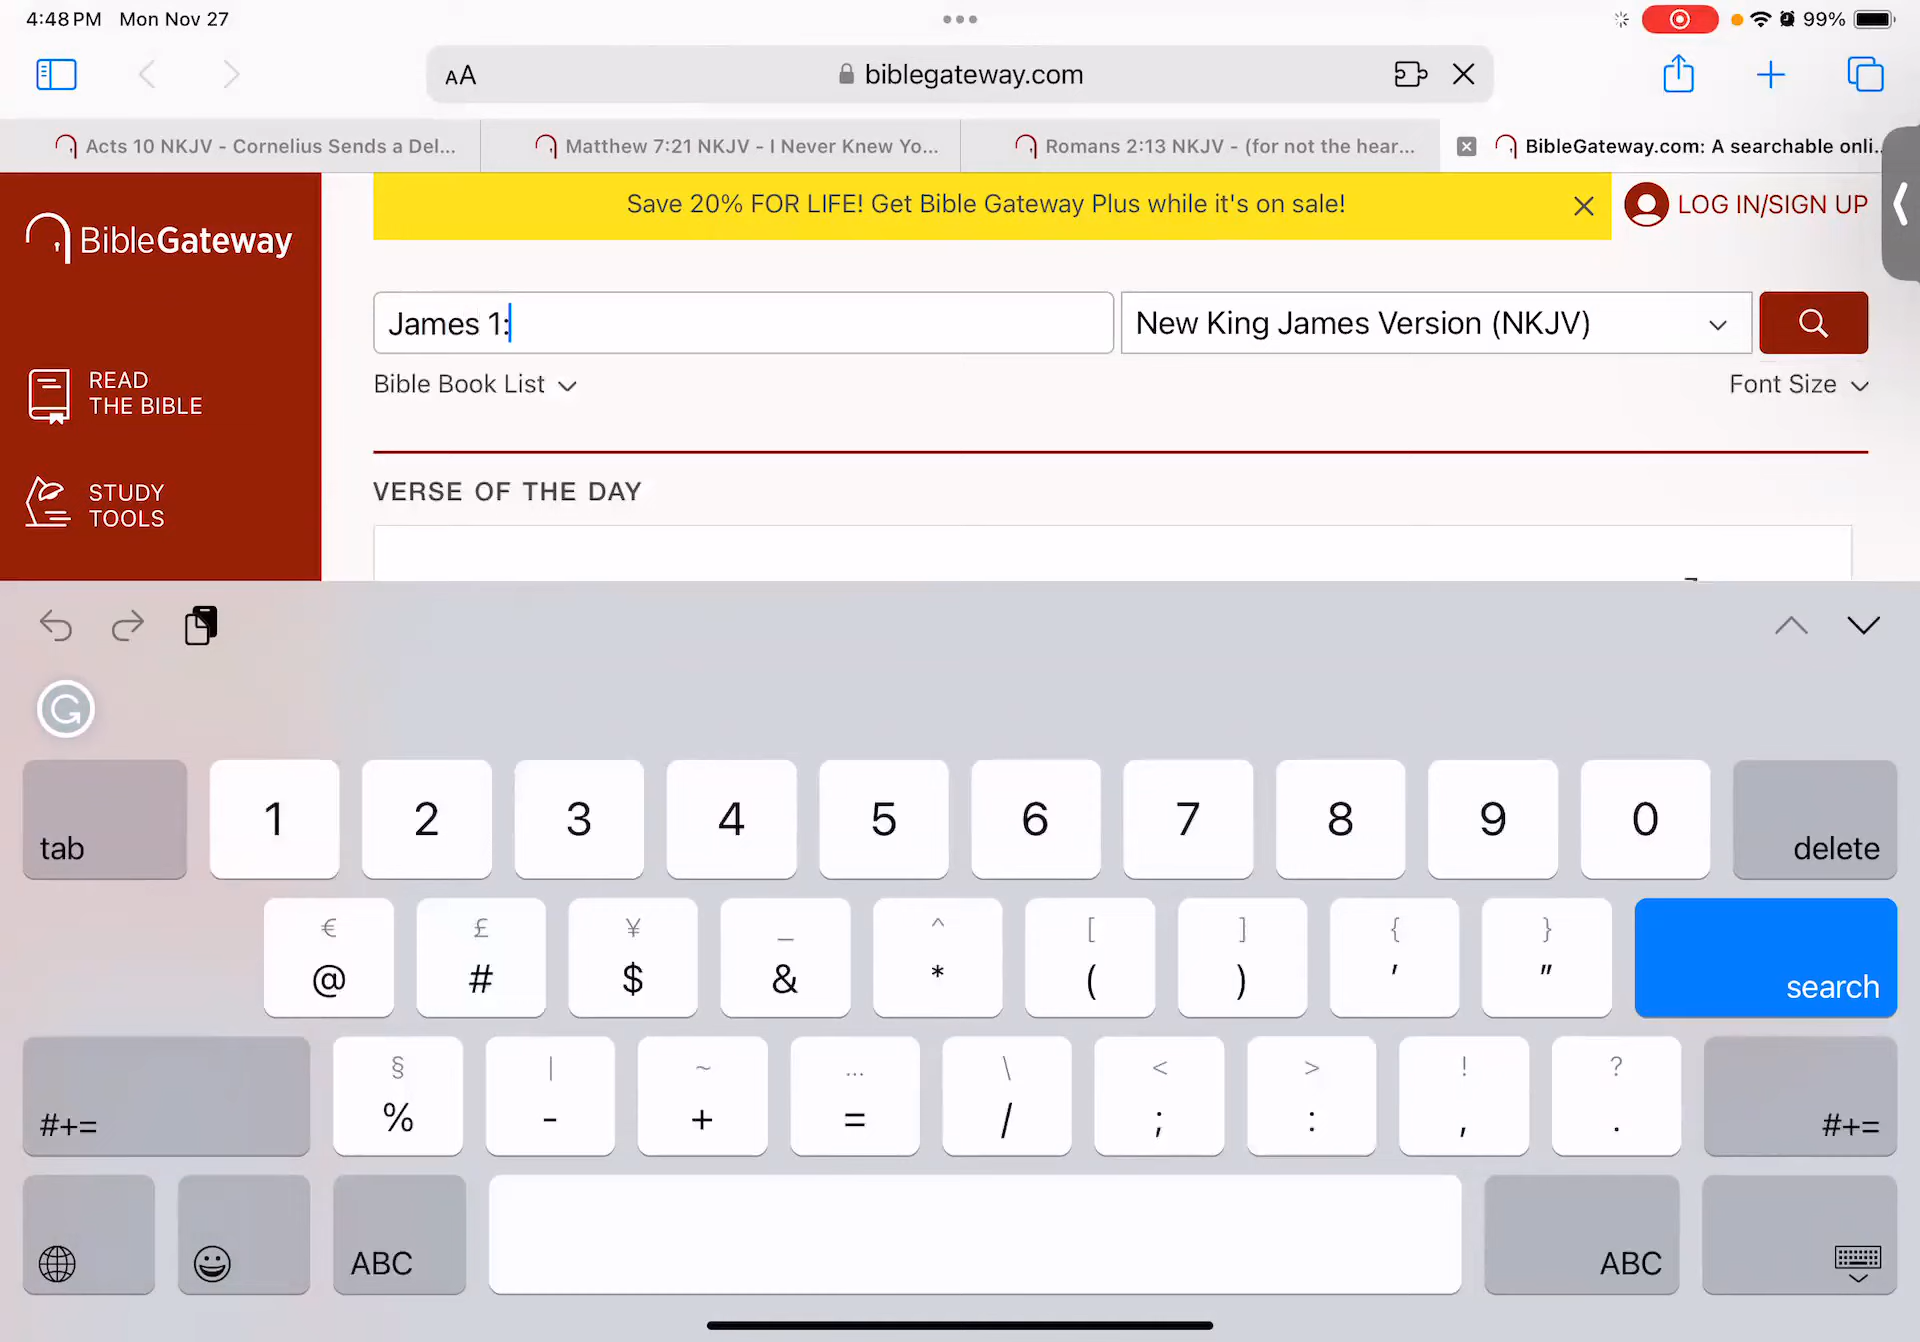 4:48 PM Mon Nov 27
99%
AA
biblegateway.com
Acts 10 NKJV - Cornelius Sends a Del...
Matthew 7:21 NKJV - I Never Knew Yo...
Romans 2:13 NKJV - (for not the hear...
BibleGateway.com: A searchable onli...
BibleGateway
Save 20% FOR LIFE! Get Bible Gateway Plus while it's on sale!
LOG IN/SIGN UP
James 1:
New King James Version (NKJV)
Bible Book List
Font Size
READ
THE BIBLE
VERSE OF THE DAY
STUDY
TOOLS
G
tab 1 2 3 4 5 6 7 8 9 0 delete
€ £ ¥ _ ^ [ ] { }
@ # $ & * ( ) ' " search
§ | ~ ... \ < > ! ?
#+= % - + = / ; : , . #+=
ABC ABC